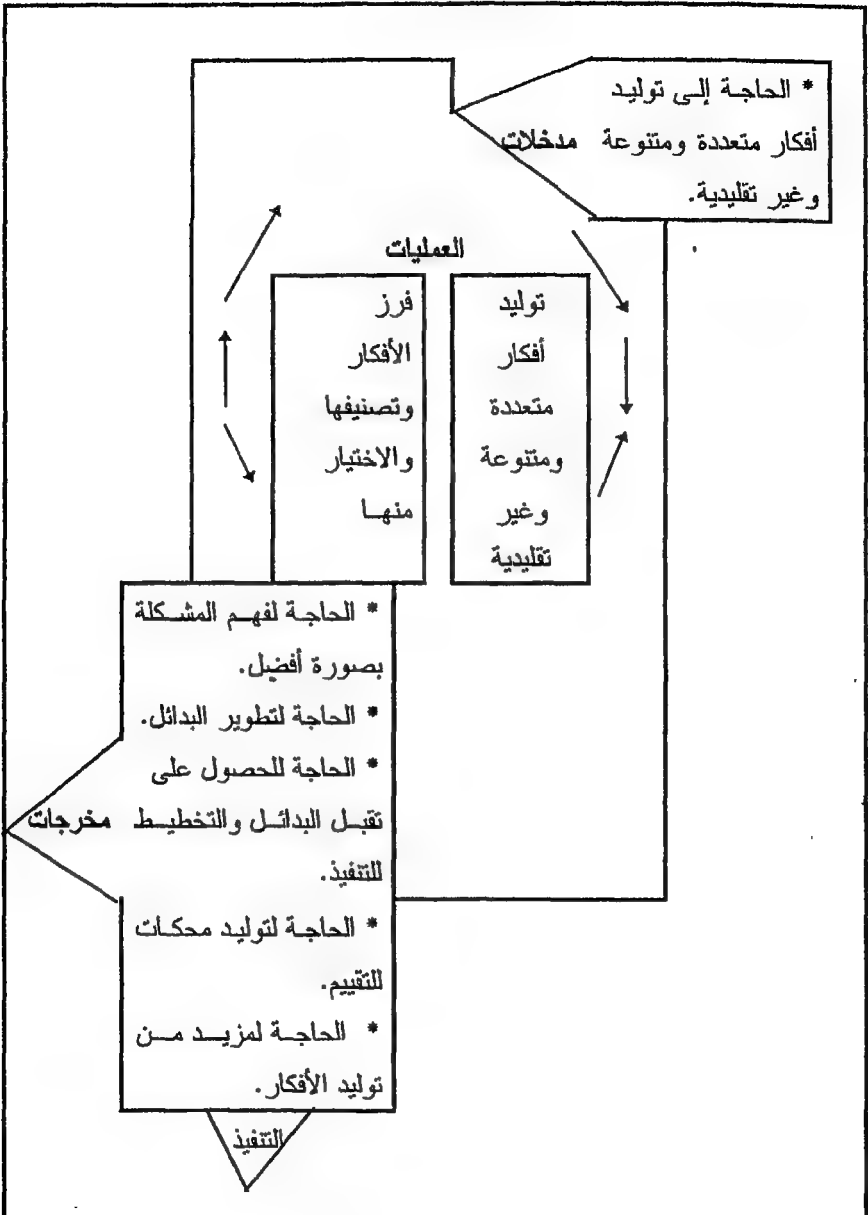 * الحاجة إلى توليد
أفكار متعددة ومتنوعة مدخلات
وغير تقليدية.
العمليات
توليد
أفكار
متعددة
ومتنوعة
وغير
تقليدية
فرز
الأفكار
وتصنيفها
والاختيار
منها
* الحاجة لفهم المشكلة
بصورة أفضل.
* الحاجة لتطوير البدائل.
* الحاجة للحصول على
تقبل البدائل والتخطيط مخرجات
للتنفيذ.
* الحاجة لتوليد محكات
للتقييم.
* الحاجة لمزيد من
توليد الأفكار.
التنفيذ